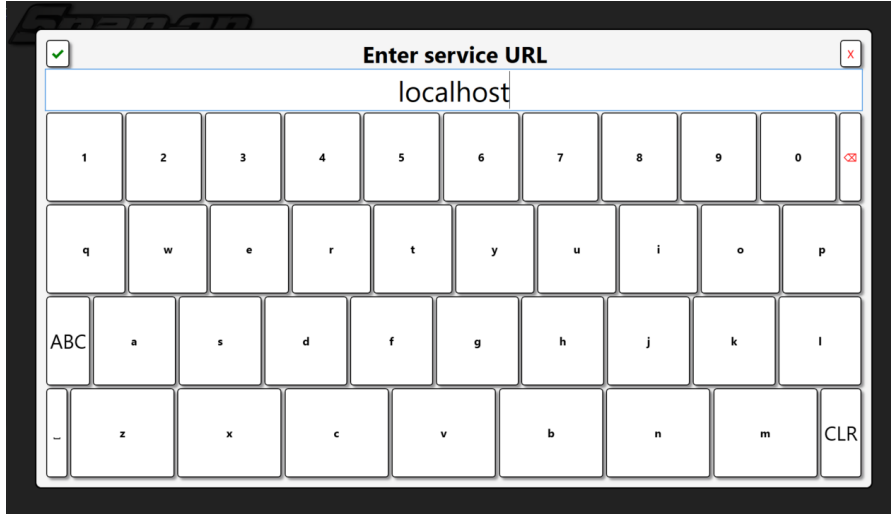 Snap-on
Enter service URL
X
localhost
1 2 3 4 5 6 7 8 9 0
q w e r t y u i o p
ABC a s d f g h j k l
z x c v b n m CLR